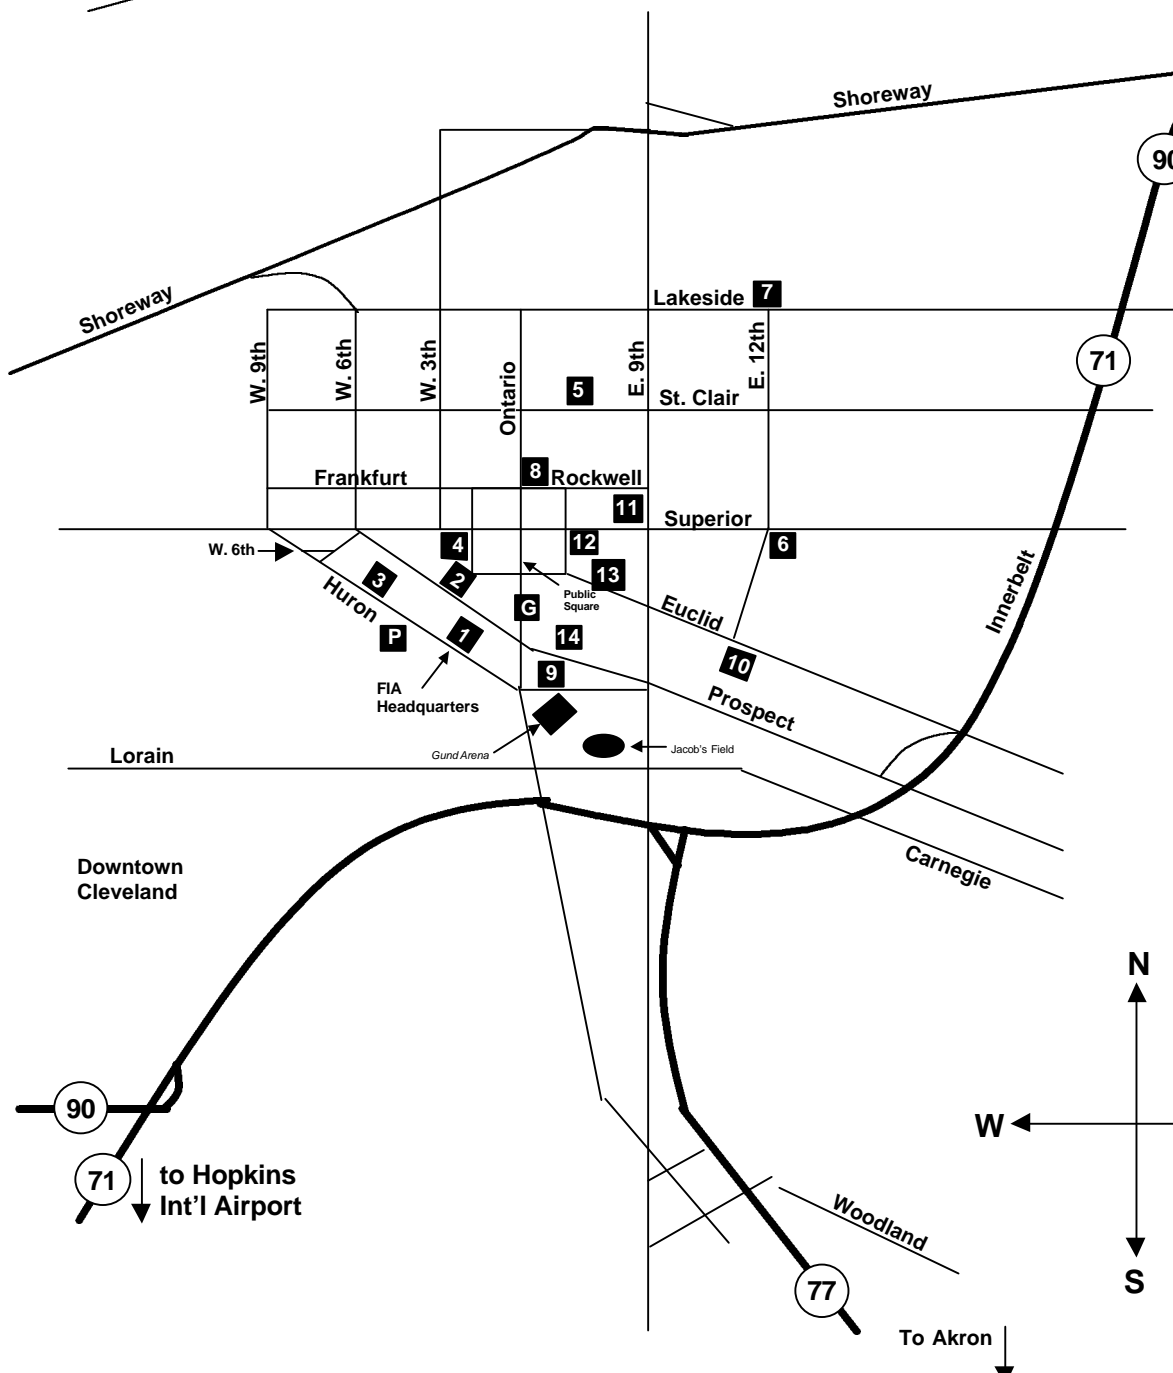 Shoreway
90
Lakeside
7
Shoreway
W. 9th
W. 6th
W. 3th
Ontario
E. 9th
E. 12th
71
5
St. Clair
8
Frankfurt
Rockwell
11
Superior
W. 6th
4
12
6
3
2
13
Huron
Public
Square
G
Euclid
Innerbelt
P
1
14
10
9
FIA
Headquarters
Prospect
Gund Arena
Jacob's Field
Lorain
Carnegie
Downtown
Cleveland
N
90
W
71
to Hopkins
Int'l Airport
Woodland
S
77
To Akron